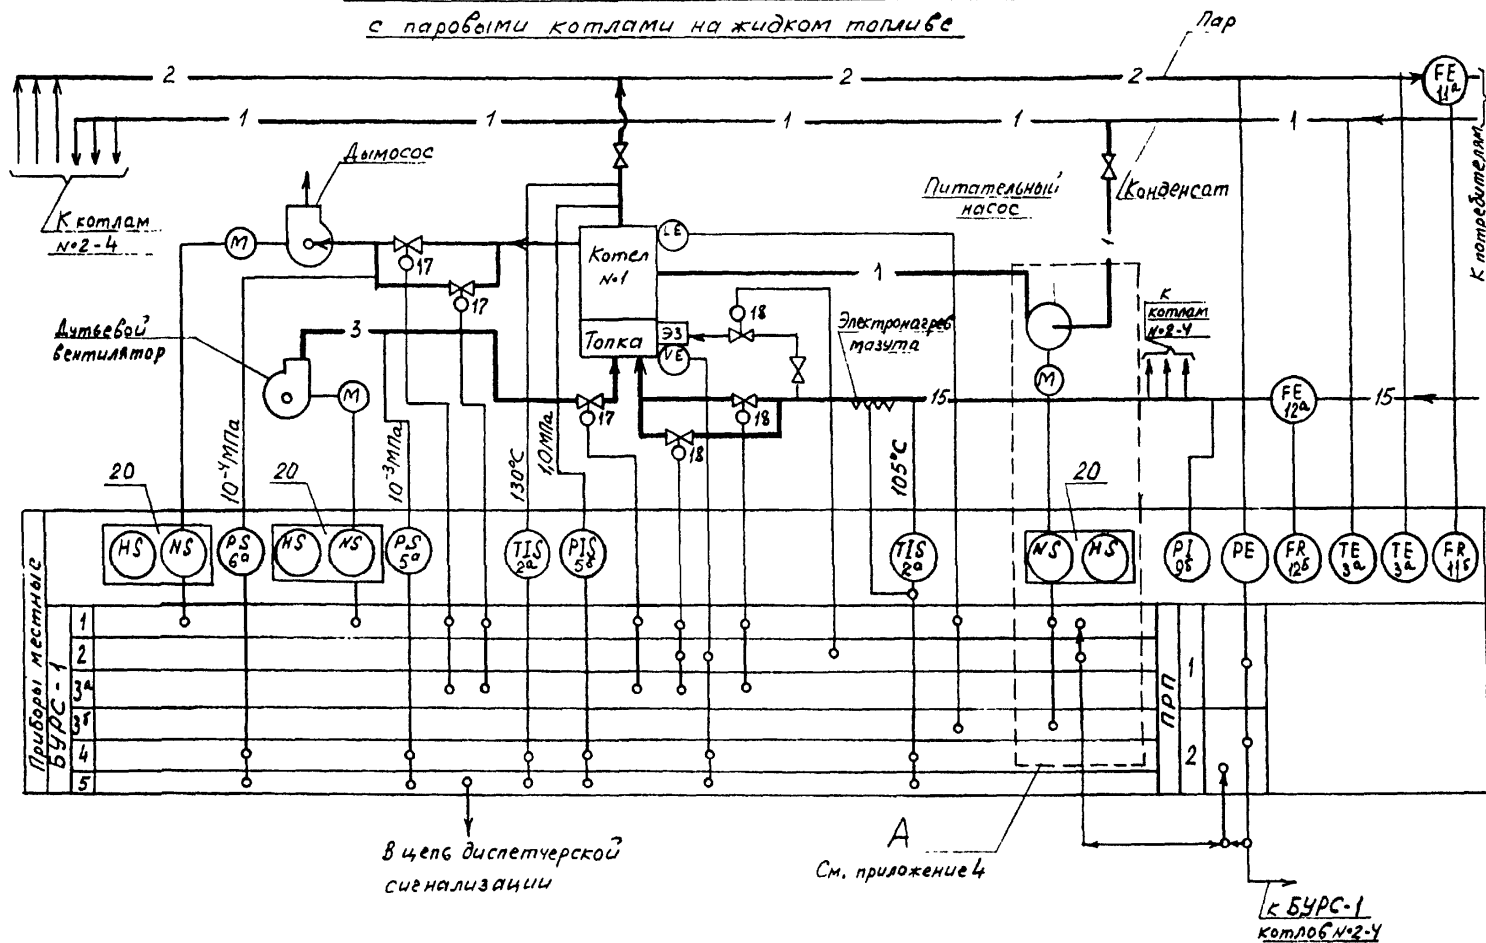 с паровыми котлами на жидком топливе
Пар
2
2
2
FE
11а
1
1
1
1
1
К потребителям
Дымосос
К котлам
№2-4
Питательный
насос
Конденсат
M
17
17
Котел
№1
LE
1
1
Топка
ЭЗ
VE
18
Электронагрев
мазута
К
котлам
№2-4
Дутьевой
вентилятор
3
M
M
17
18
18
15
FE
12а
15
20
10⁻⁴МПа
20
10⁻³МПа
130°С
1,0МПа
105°С
20
HS
NS
PS
6а
HS
NS
PS
5а
TIS
2а
PIS
5б
TIS
2а
NS
HS
PI
9б
PE
FR
12б
TE
3а
TE
3а
FR
11б
Приборы местные
БУРС-1
1
2
3а
3б
4
5
ПРП
1
2
В цепь диспетчерской
сигнализации
А
См. приложение 4
к БУРС-1
котлов №2-4